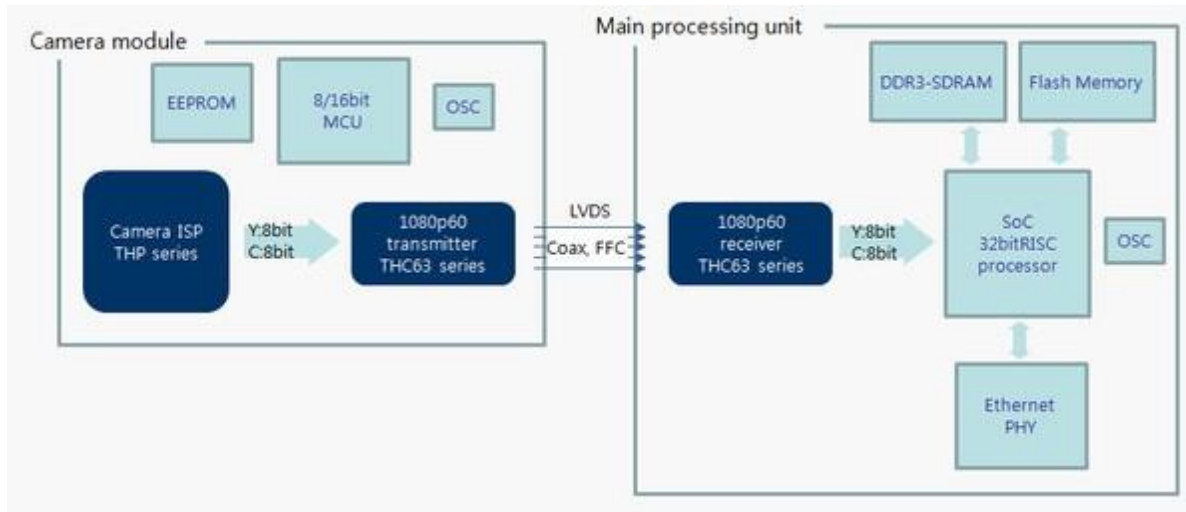 Camera module
EEPROM
8/16bit
MCU
OSC
Camera ISP
THP series
Y:8bit
C:8bit
1080p60
transmitter
THC63 series
LVDS
Coax, FFC
Main processing unit
DDR3-SDRAM
Flash Memory
1080p60
receiver
THC63 series
Y:8bit
C:8bit
SoC
32bitRISC
processor
OSC
Ethernet
PHY